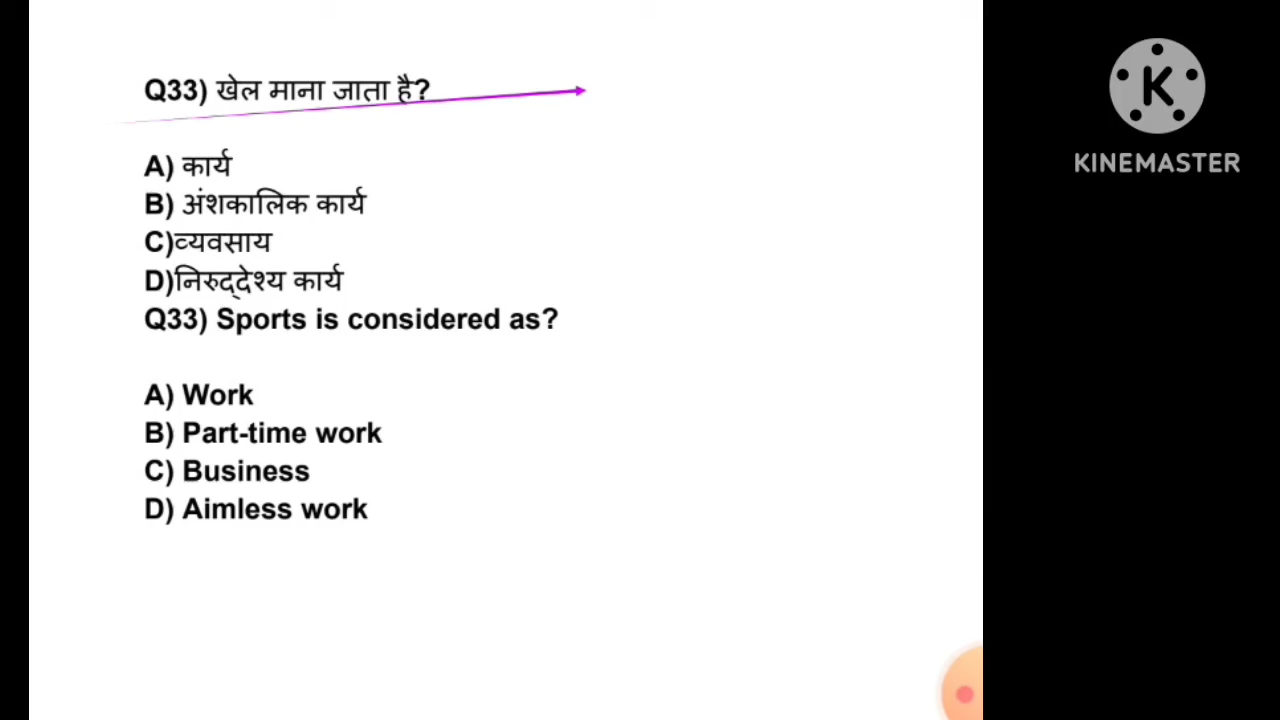 Q33) खेल माना जाता है?
A) कार्य
B) अंशकालिक कार्य
C)व्यवसाय
D)निरुद्देश्य कार्य
Q33) Sports is considered as?
A) Work
B) Part-time work
C) Business
D) Aimless work
K
KINEMASTER